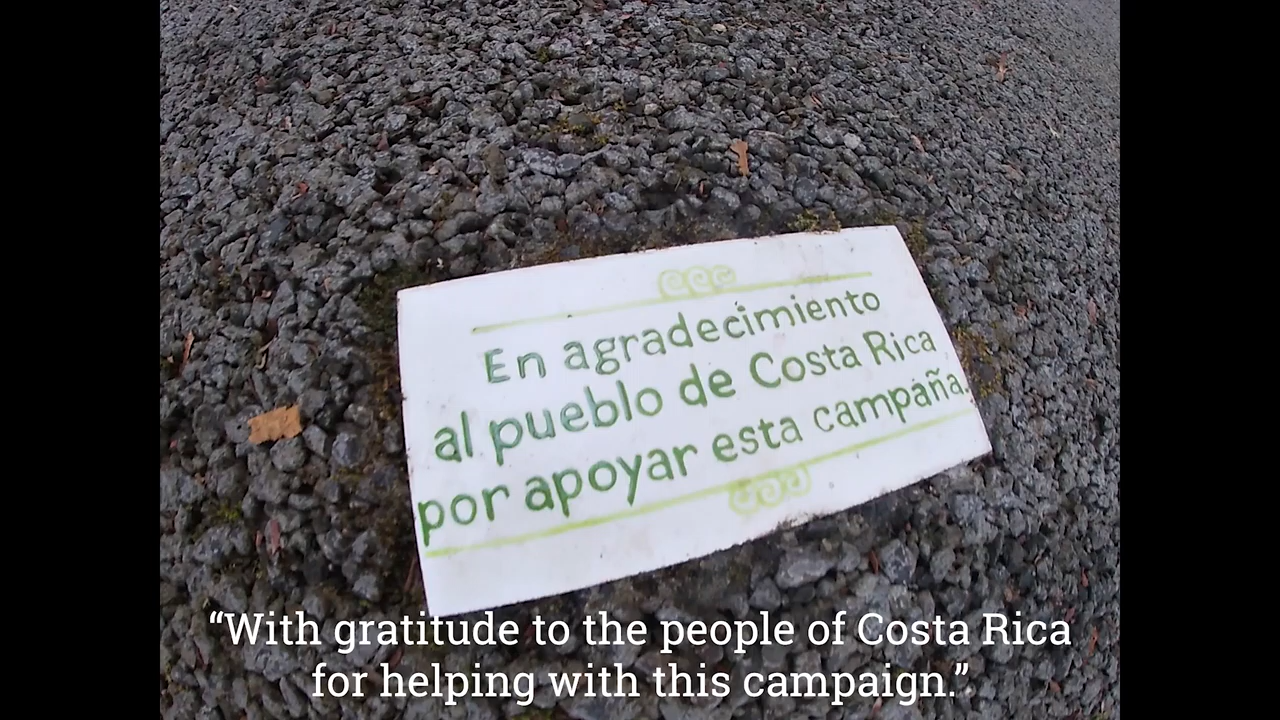 En agradecimiento
al pueblo de Costa Rica
por apoyar esta campaña.
“With gratitude to the people of Costa Rica
for helping with this campaign.”